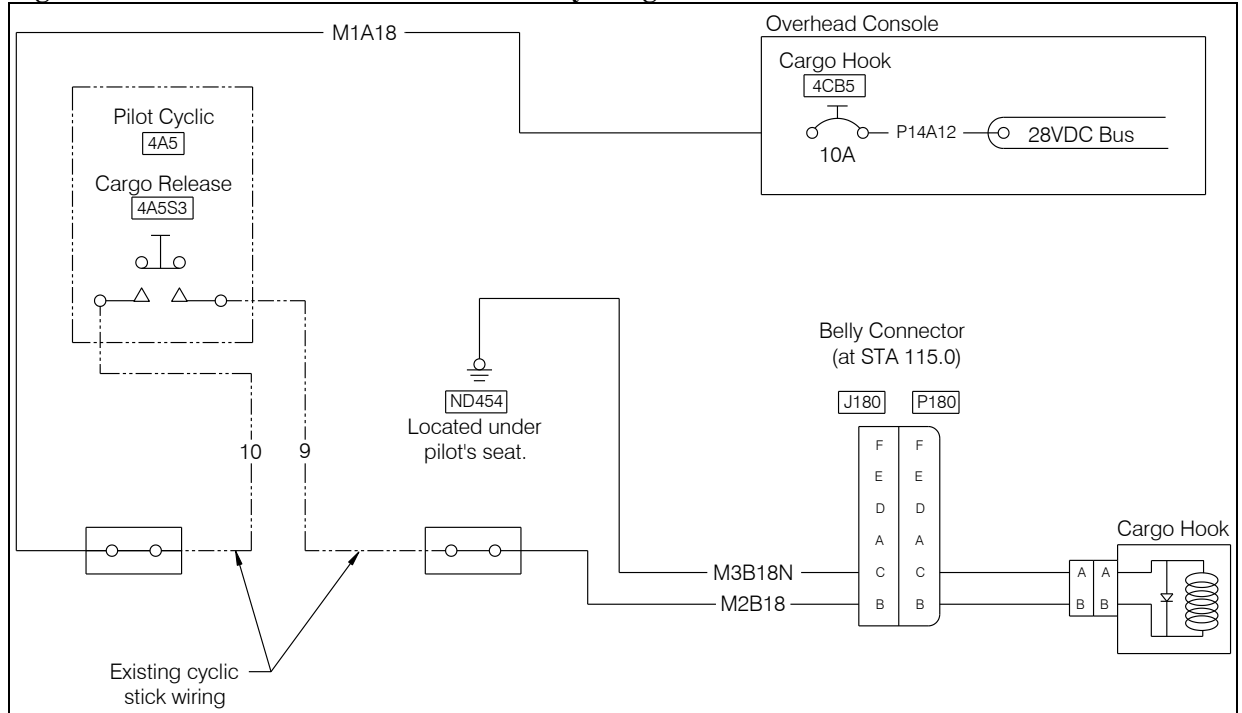 M1A18
Overhead Console
Cargo Hook
4CB5
10A
P14A12
28VDC Bus
Pilot Cyclic
4A5
Cargo Release
4A5S3
10
9
ND454
Located under
pilot's seat.
Belly Connector
(at STA 115.0)
J180
P180
F F
E E
D D
A A
C C
B B
M3B18N
M2B18
Cargo Hook
A A
B B
Existing cyclic
stick wiring